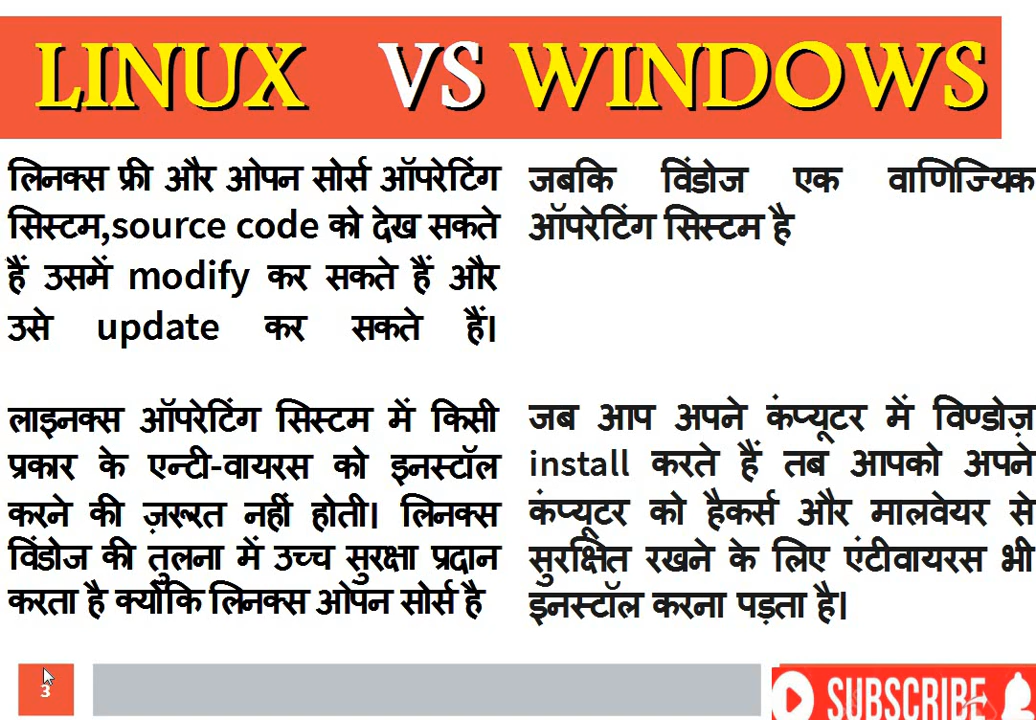 LINUX VS WINDOWS
लिनक्स फ्री और ओपन सोर्स ऑपरेटिंग
सिस्टम,source code को देख सकते
हैं उसमें modify कर सकते हैं और
उसे update कर सकते हैं।
जबकि विंडोज एक वाणिज्यिक
ऑपरेटिंग सिस्टम है
लाइनक्स ऑपरेटिंग सिस्टम में किसी
प्रकार के एन्टी-वायरस को इनस्टॉल
करने की ज़रूरत नहीं होती। लिनक्स
विंडोज की तुलना में उच्च सुरक्षा प्रदान
करता है क्योंकि लिनक्स ओपन सोर्स है
जब आप अपने कंप्यूटर में विण्डोज़
install करते हैं तब आपको अपने
कंप्यूटर को हैकर्स और मालवेयर से
सुरक्षित रखने के लिए एंटीवायरस भी
इनस्टॉल करना पड़ता है।
3
SUBSCRIBE